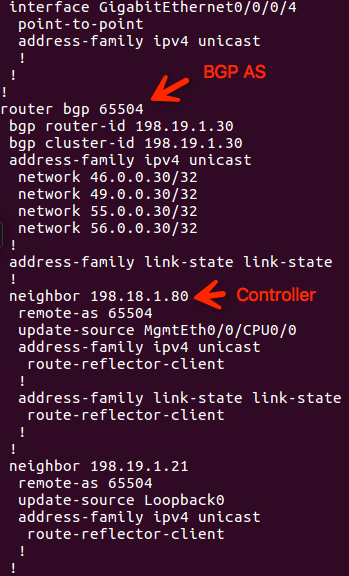 interface GigabitEthernet0/0/0/4
point-to-point
address-family ipv4 unicast
!
!
!
router bgp 65504
BGP AS
bgp router-id 198.19.1.30
bgp cluster-id 198.19.1.30
address-family ipv4 unicast
network 46.0.0.30/32
network 49.0.0.30/32
network 55.0.0.30/32
network 56.0.0.30/32
!
address-family link-state link-state
!
neighbor 198.18.1.80
Controller
remote-as 65504
update-source MgmtEth0/0/CPU0/0
address-family ipv4 unicast
route-reflector-client
!
address-family link-state link-state
route-reflector-client
!
!
neighbor 198.19.1.21
remote-as 65504
update-source Loopback0
address-family ipv4 unicast
route-reflector-client
!
!